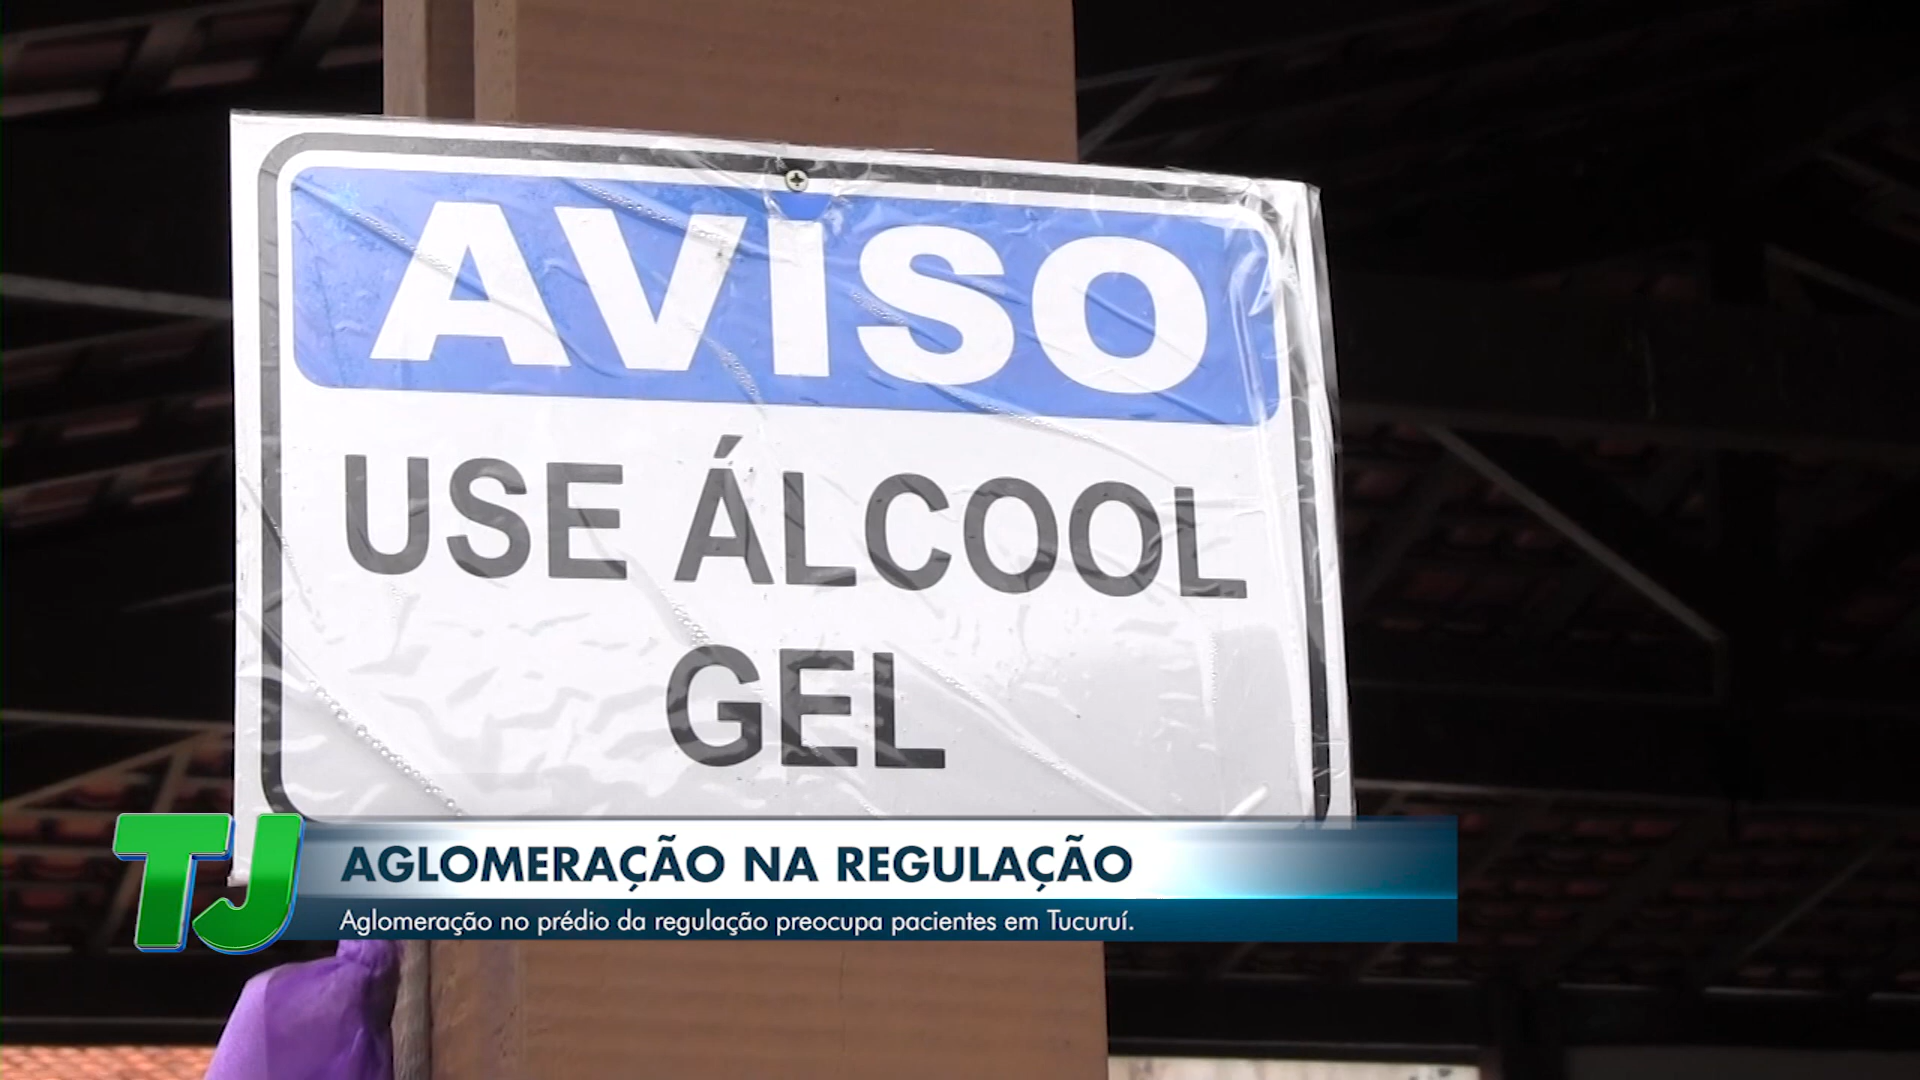 AVISO
USE ÁLCOOL
GEL
TJ
AGLOMERAÇÃO NA REGULAÇÃO
Aglomeração no prédio da regulação preocupa pacientes em Tucuruí.